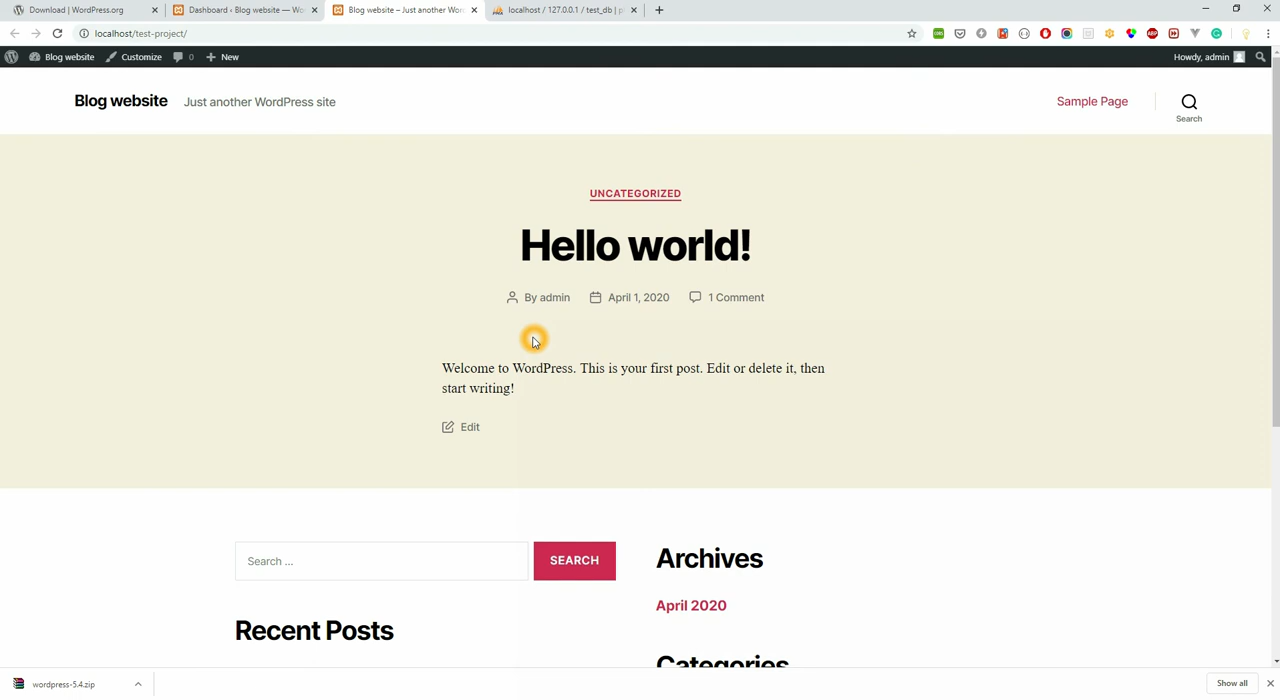 Download | WordPress.org
Dashboard ‹ Blog website — Wo
Blog website – Just another Wor
localhost / 127.0.0.1 / test_db | p
localhost/test-project/
Blog website
Customize
0
New
Howdy, admin
Blog website
Just another WordPress site
Sample Page
Search
UNCATEGORIZED
Hello world!
By admin
April 1, 2020
1 Comment
Welcome to WordPress. This is your first post. Edit or delete it, then
start writing!
Edit
Search ...
SEARCH
Archives
April 2020
Recent Posts
Categories
wordpress-5.4.zip
Show all